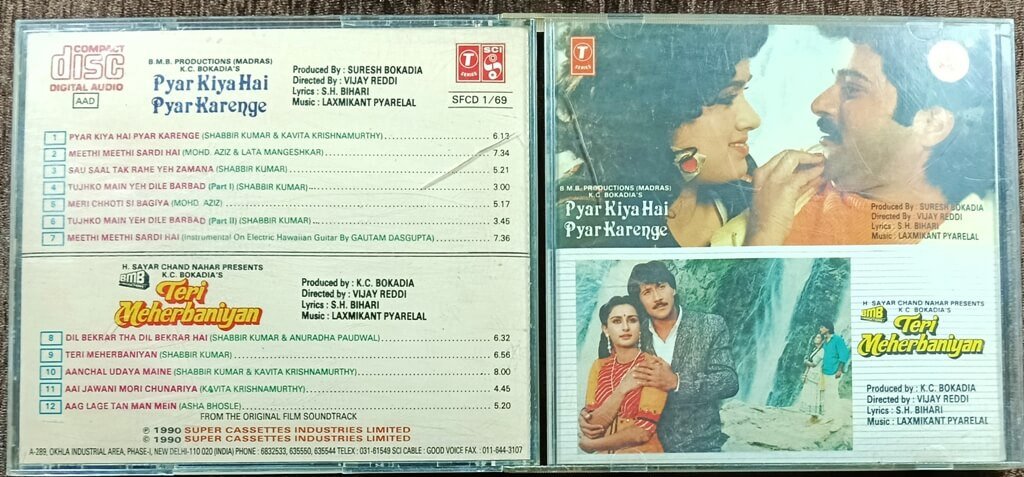 COMPACT
disc
DIGITAL AUDIO
AAD
B.M.B. PRODUCTIONS (MADRAS)
K.C. BOKADIA'S
Pyar Kiya Hai
Pyar Karenge
Produced By : SURESH BOKADIA
Directed By : VIJAY REDDI
Lyrics : S.H. BIHARI
Music : LAXMIKANT PYARELAL
T SERIES
SCI
SFCD 1/69
1 PYAR KIYA HAI PYAR KARENGE (SHABBIR KUMAR & KAVITA KRISHNAMURTHY) 6.13
2 MEETHI MEETHI SARDI HAI (MOHD. AZIZ & LATA MANGESHKAR) 7.34
3 SAU SAAL TAK RAHE YEH ZAMANA (SHABBIR KUMAR) 5.21
4 TUJHKO MAIN YEH DILE BARBAD (Part I) (SHABBIR KUMAR) 3.00
5 MERI CHHOTI SI BAGIYA (MOHD. AZIZ) 5.17
6 TUJHKO MAIN YEH DILE BARBAD (Part II) (SHABBIR KUMAR) 3.45
7 MEETHI MEETHI SARDI HAI (Instrumental On Electric Hawaiian Guitar By GAUTAM DASGUPTA) 7.36
H. SAYAR CHAND NAHAR PRESENTS
K.C. BOKADIA'S
BMB
Teri
Meherbaniyan
Produced by : K.C. BOKADIA
Directed by : VIJAY REDDI
Lyrics : S.H. BIHARI
Music : LAXMIKANT PYARELAL
8 DIL BEKRAR THA DIL BEKRAR HAI (SHABBIR KUMAR & ANURADHA PAUDWAL) 6.32
9 TERI MEHERBANIYAN (SHABBIR KUMAR) 6.56
10 AANCHAL UDAYA MAINE (SHABBIR KUMAR & KAVITA KRISHNAMURTHY) 8.00
11 AAI JAWANI MORI CHUNARIYA (KAVITA KRISHNAMURTHY) 4.45
12 AAG LAGE TAN MAN MEIN (ASHA BHOSLE) 5.20
FROM THE ORIGINAL FILM SOUNDTRACK
℗ 1990 SUPER CASSETTES INDUSTRIES LIMITED
© 1990 SUPER CASSETTES INDUSTRIES LIMITED
A-289, OKHLA INDUSTRIAL AREA, PHASE-I, NEW DELHI-110 020 (INDIA) PHONE : 6832533, 635550, 635544 TELEX : 031-61549 SCI CABLE : GOOD VOICE FAX. : 011-644-3107
T SERIES
B.M.B. PRODUCTIONS (MADRAS)
K.C. BOKADIA'S
Pyar Kiya Hai
Pyar Karenge
Produced By : SURESH BOKADIA
Directed By : VIJAY REDDI
Lyrics : S.H. BIHARI
Music : LAXMIKANT PYARELAL
H. SAYAR CHAND NAHAR PRESENTS
K C BOKADIA'S
BMB
Teri
Meherbaniyan
Produced by : K.C. BOKADIA
Directed by : VIJAY REDDI
Lyrics : S.H. BIHARI
Music : LAXMIKANT PYARELAL